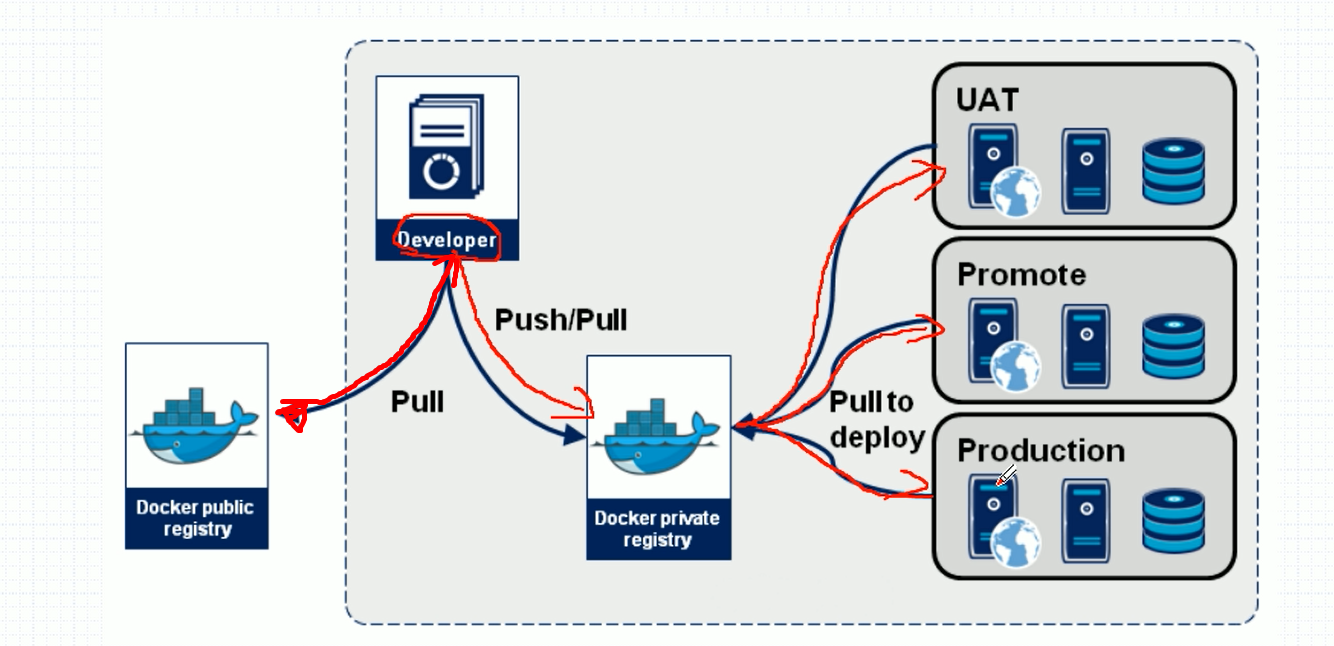 Developer
Push/Pull
Pull
Docker public
registry
Docker private
registry
Pull to
deploy
UAT
Promote
Production